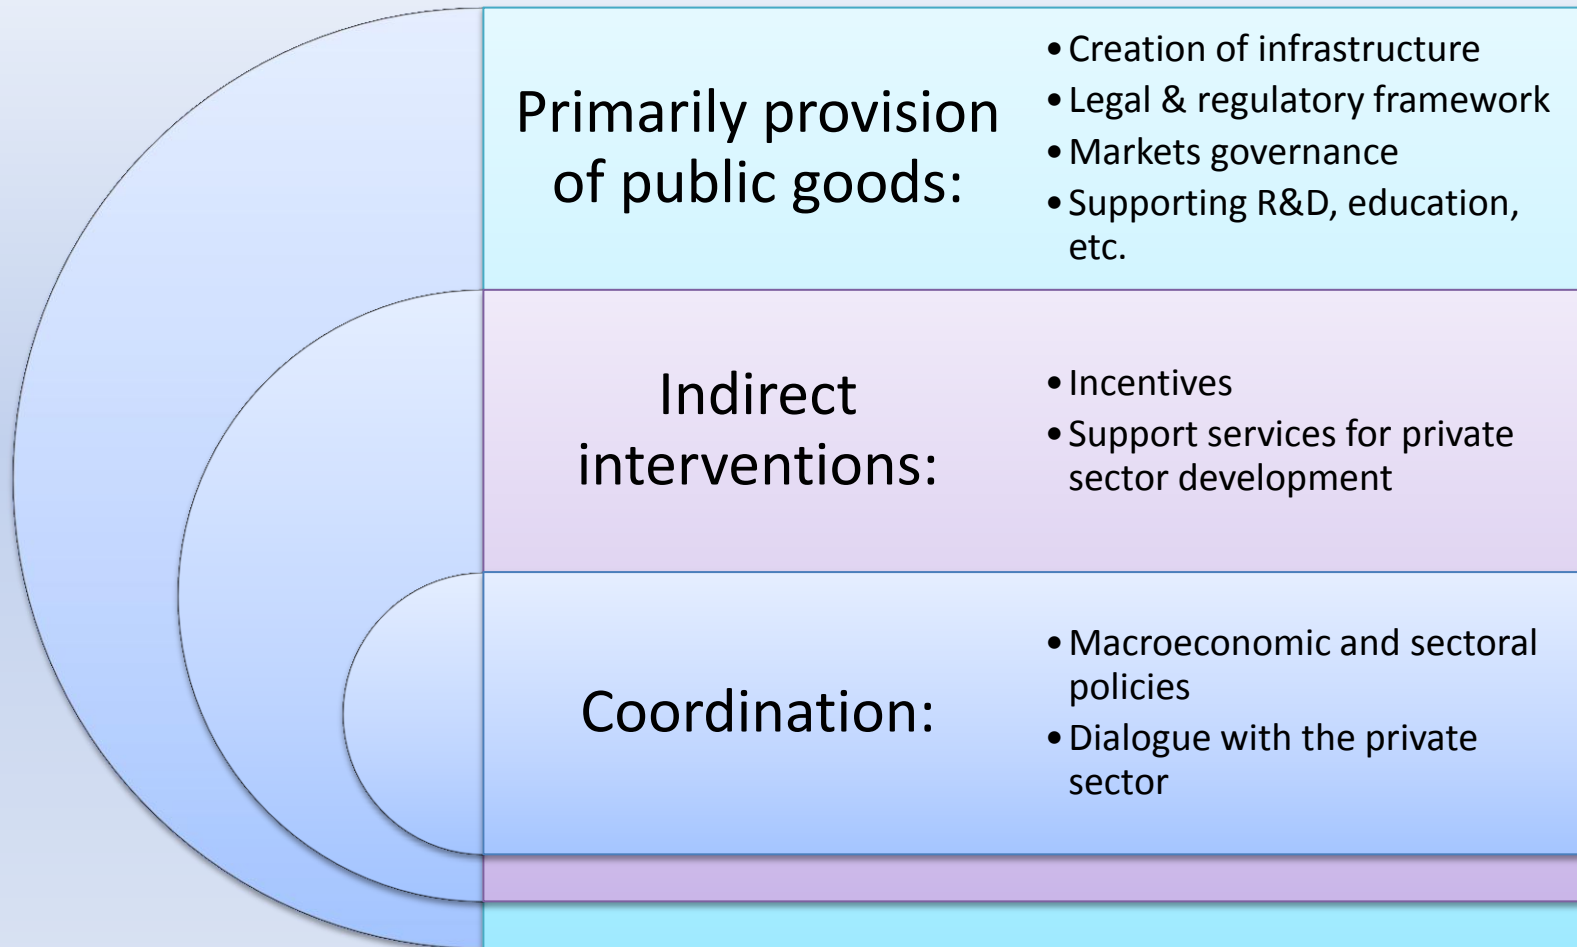 Primarily provision
of public goods:
• Creation of infrastructure
• Legal & regulatory framework
• Markets governance
• Supporting R&D, education,
etc.
Indirect
interventions:
• Incentives
• Support services for private
sector development
Coordination:
• Macroeconomic and sectoral
policies
• Dialogue with the private
sector